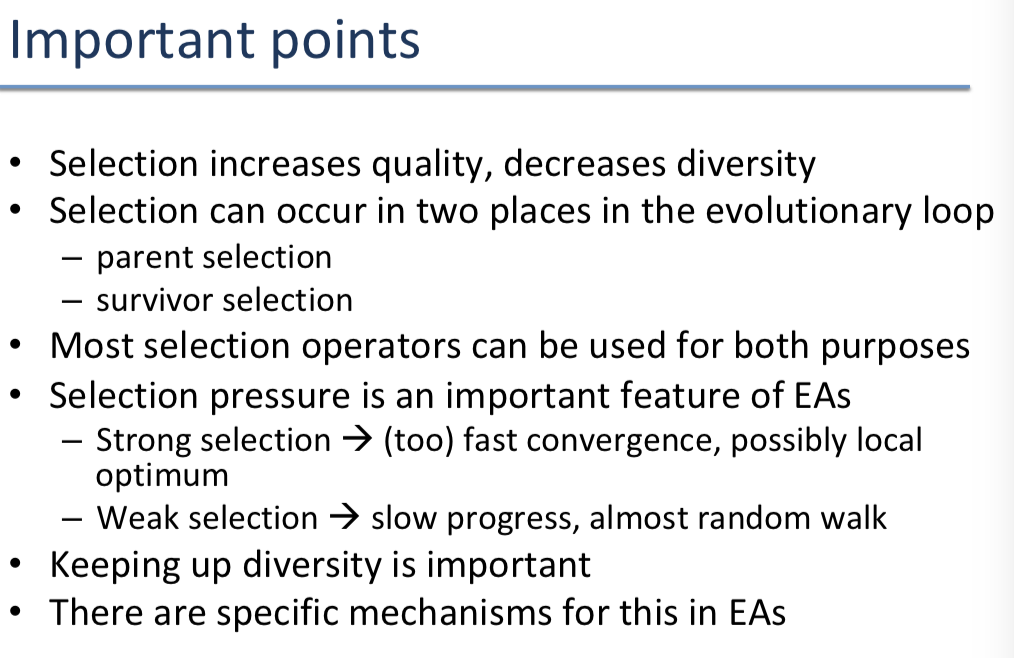 Important points
• Selection increases quality, decreases diversity
• Selection can occur in two places in the evolutionary loop
– parent selection
– survivor selection
• Most selection operators can be used for both purposes
• Selection pressure is an important feature of EAs
– Strong selection → (too) fast convergence, possibly local
optimum
– Weak selection → slow progress, almost random walk
• Keeping up diversity is important
• There are specific mechanisms for this in EAs